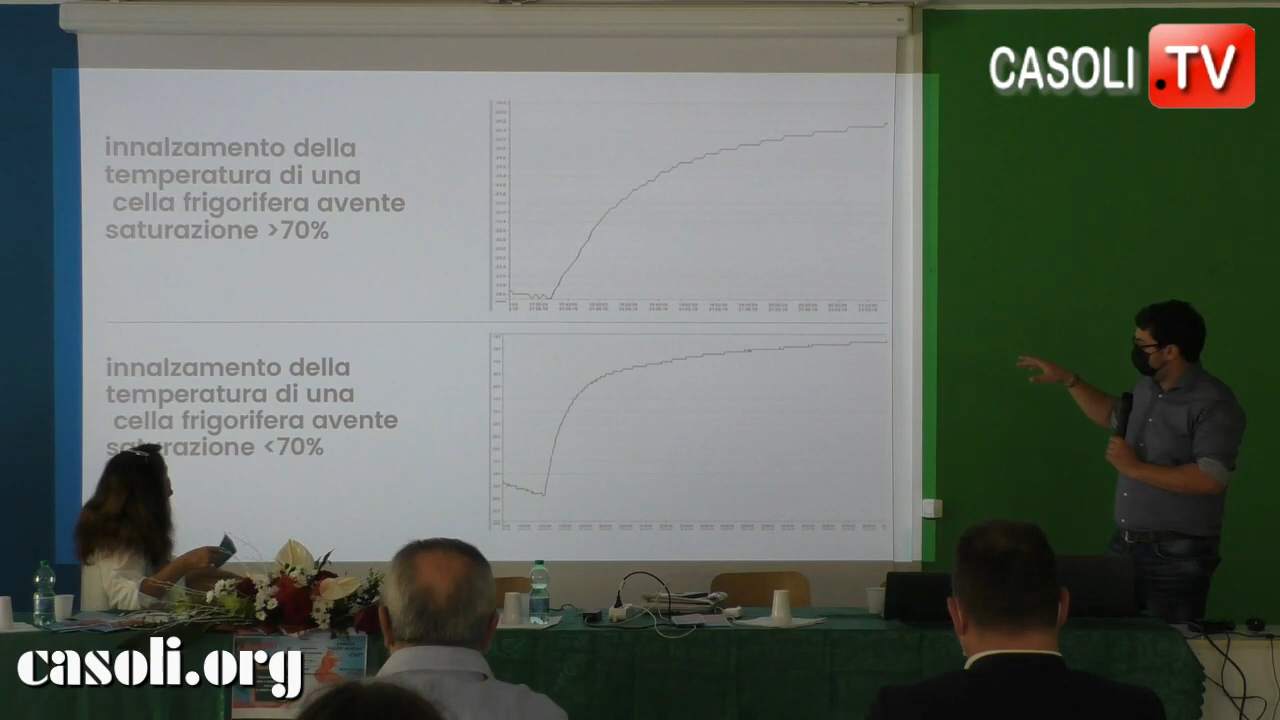 CASOLI.TV
innalzamento della
temperatura di una
cella frigorifera avente
saturazione >70%
innalzamento della
temperatura di una
cella frigorifera avente
saturazione <70%
casoli.org